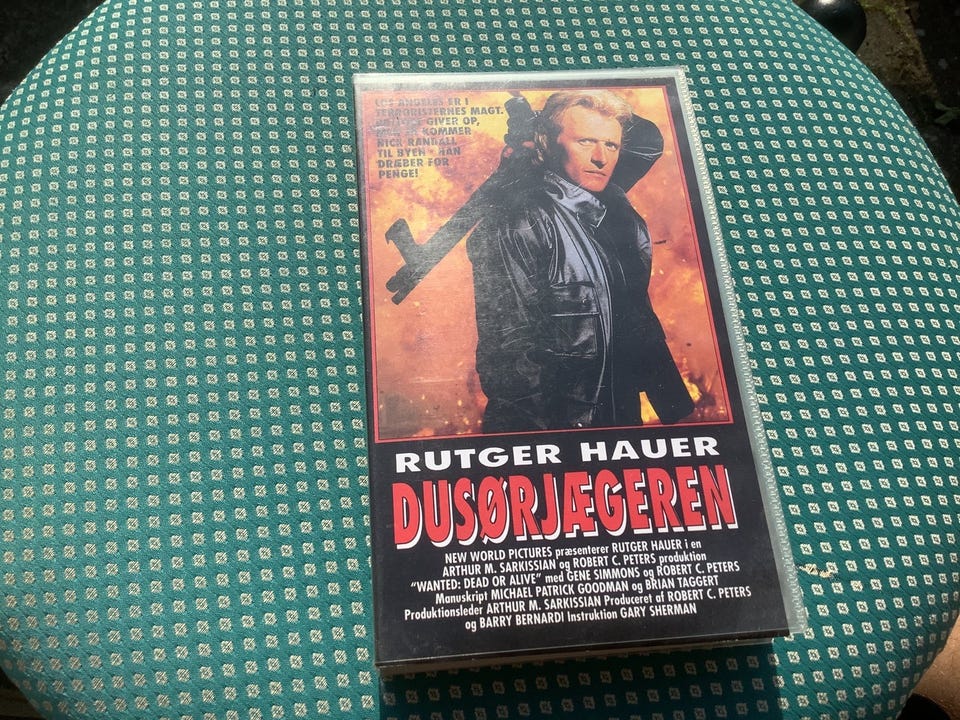 LOS ANGELES ER I
TERRORISTERNES MAGT.
GIVER OP,
KOMMER
NICK RANDALL
TIL BYEN - HAN
DRÆBER FOR
PENGE!
RUTGER HAUER
DUSØRJÆGEREN
NEW WORLD PICTURES præsenterer RUTGER HAUER i en
ARTHUR M. SARKISSIAN og ROBERT C. PETERS produktion
"WANTED: DEAD OR ALIVE" med GENE SIMMONS og ROBERT C. PETERS
Manuskript MICHAEL PATRICK GOODMAN og BRIAN TAGGERT
Produktionsleder ARTHUR M. SARKISSIAN Produceret af ROBERT C. PETERS
og BARRY BERNARDI Instruktion GARY SHERMAN